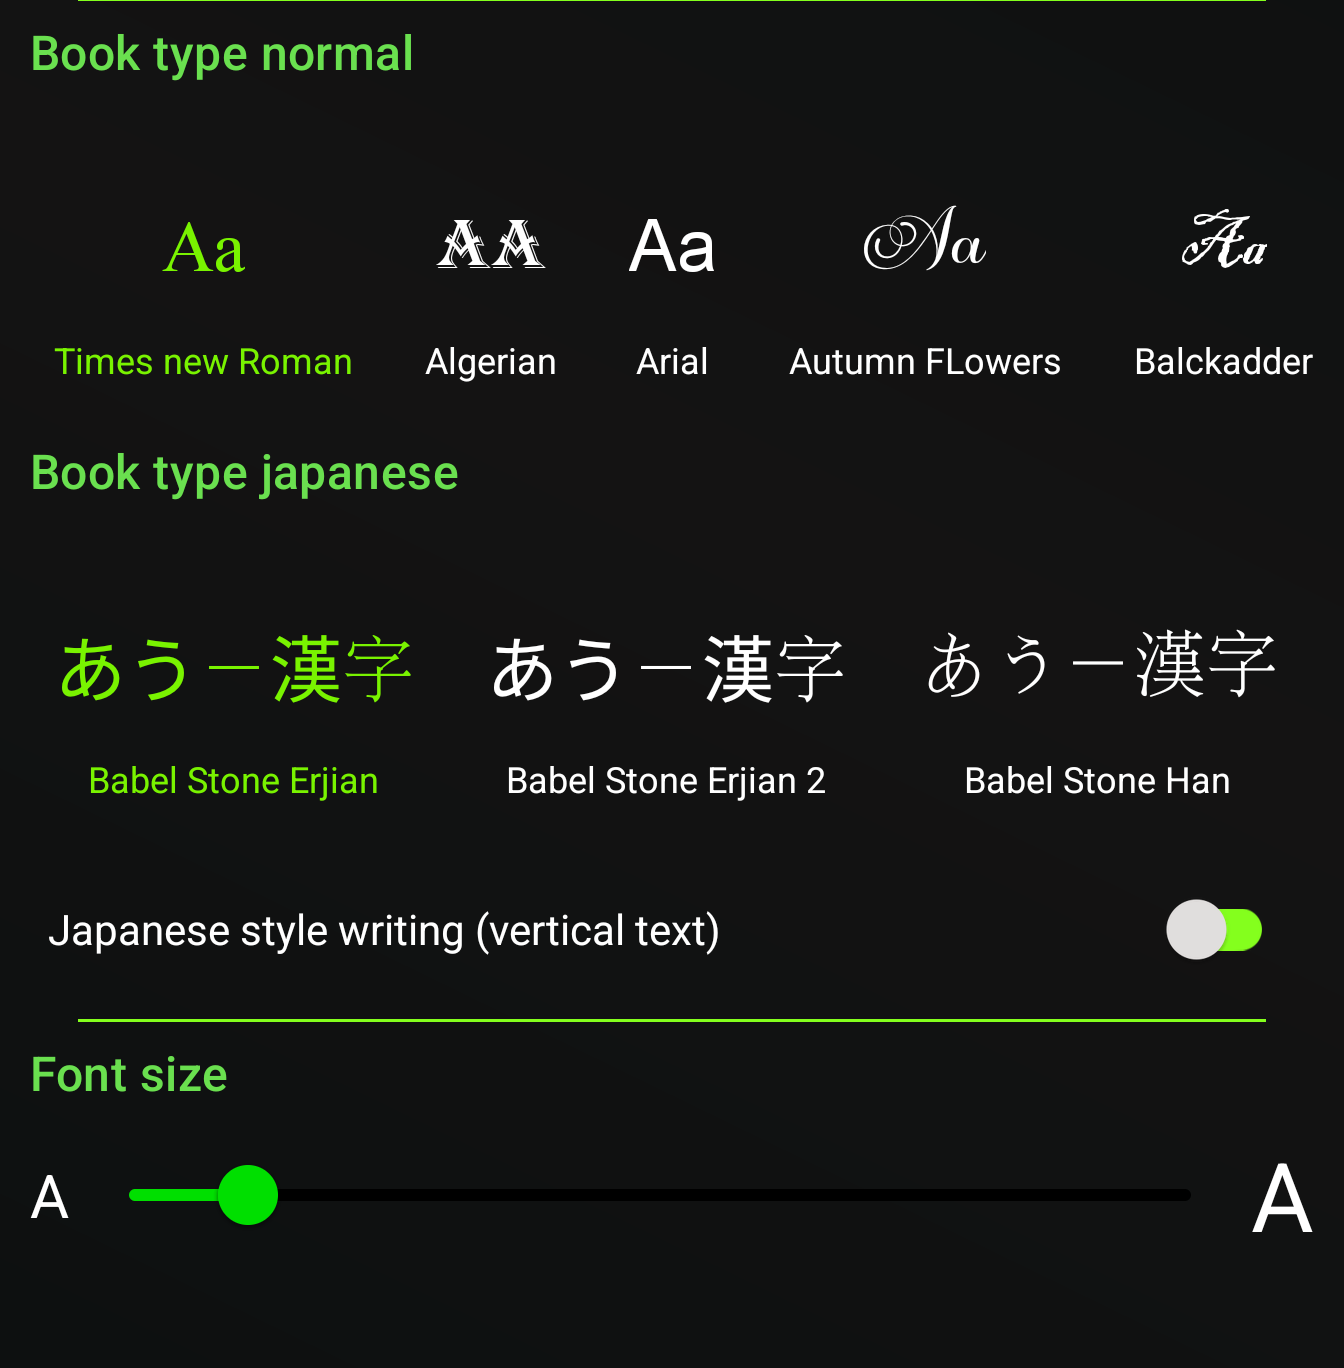 Book type normal
Aa AA Aa Aa Aa
Times new Roman Algerian Arial Autumn FLowers Balckadder
Book type japanese
あうー漢字 あうー漢字 あうー漢字
Babel Stone Erjian Babel Stone Erjian 2 Babel Stone Han
Japanese style writing (vertical text)
Font size
A A